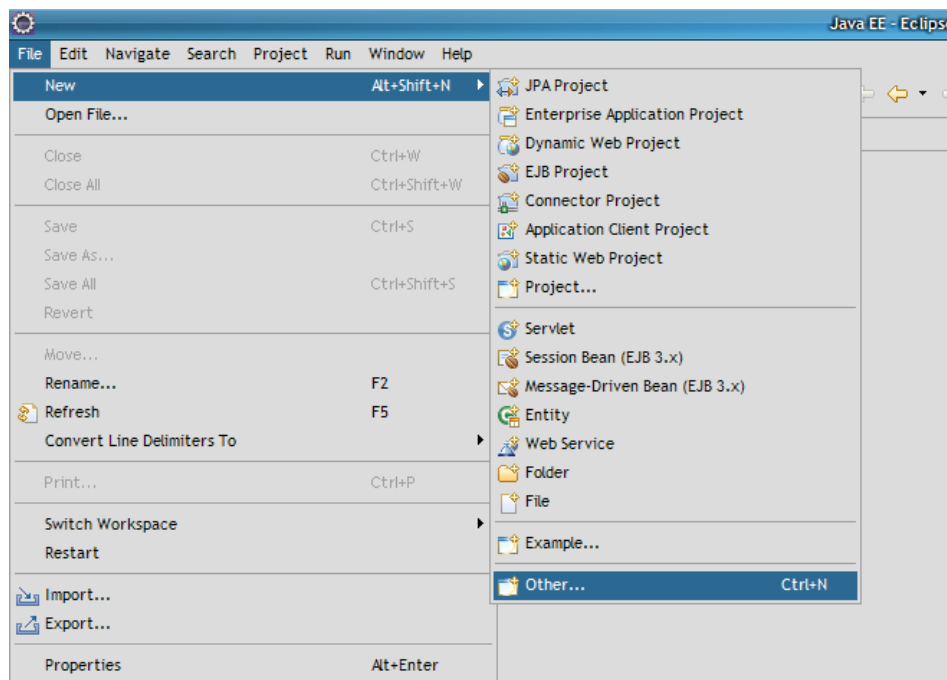 Java EE - Eclips
File Edit Navigate Search Project Run Window Help
New Alt+Shift+N
Open File...
Close Ctrl+W
Close All Ctrl+Shift+W
Save Ctrl+S
Save As...
Save All Ctrl+Shift+S
Revert
Move...
Rename... F2
Refresh F5
Convert Line Delimiters To
Print... Ctrl+P
Switch Workspace
Restart
Import...
Export...
Properties Alt+Enter
JPA Project
Enterprise Application Project
Dynamic Web Project
EJB Project
Connector Project
Application Client Project
Static Web Project
Project...
Servlet
Session Bean (EJB 3.x)
Message-Driven Bean (EJB 3.x)
Entity
Web Service
Folder
File
Example...
Other... Ctrl+N